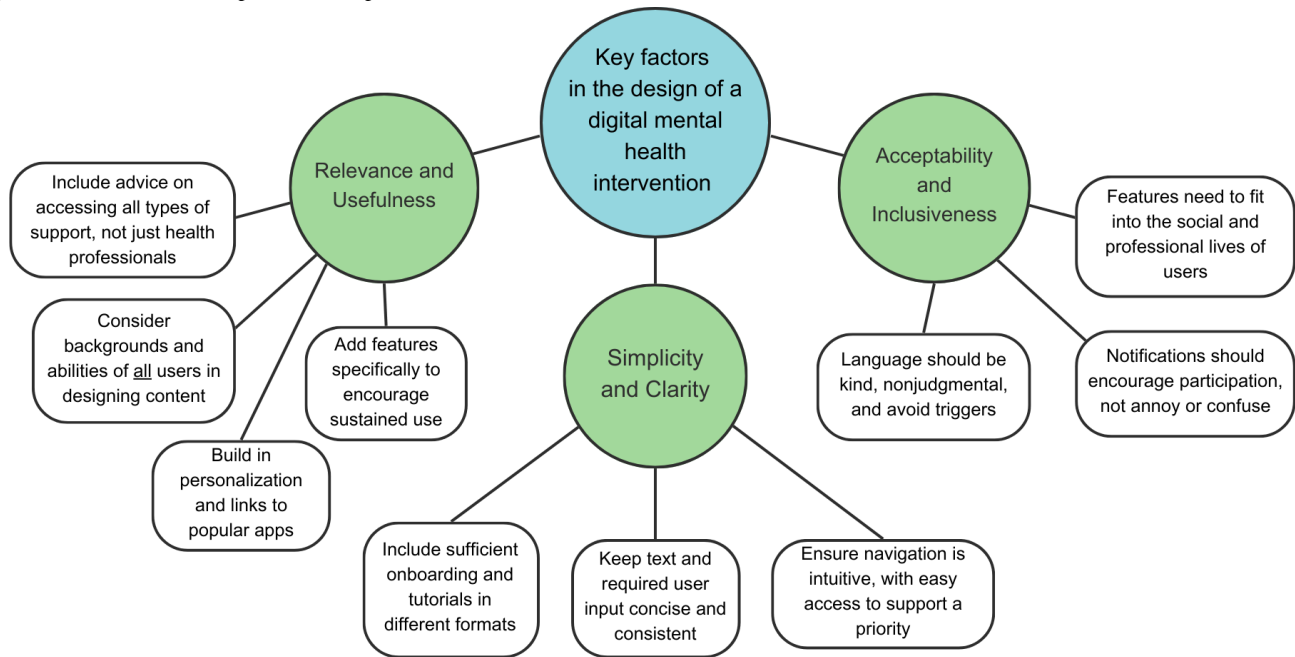 Key factors
in the design of a
digital mental
health
intervention
Relevance and
Usefulness
Include advice on
accessing all types of
support, not just health
professionals
Consider
backgrounds and
abilities of all users in
designing content
Build in
personalization
and links to
popular apps
Add features
specifically to
encourage
sustained use
Simplicity
and Clarity
Include sufficient
onboarding and
tutorials in
different formats
Keep text and
required user
input concise and
consistent
Ensure navigation is
intuitive, with easy
access to support a
priority
Acceptability
and
Inclusiveness
Language should be
kind, nonjudgmental,
and avoid triggers
Notifications should
encourage participation,
not annoy or confuse
Features need to fit
into the social and
professional lives of
users